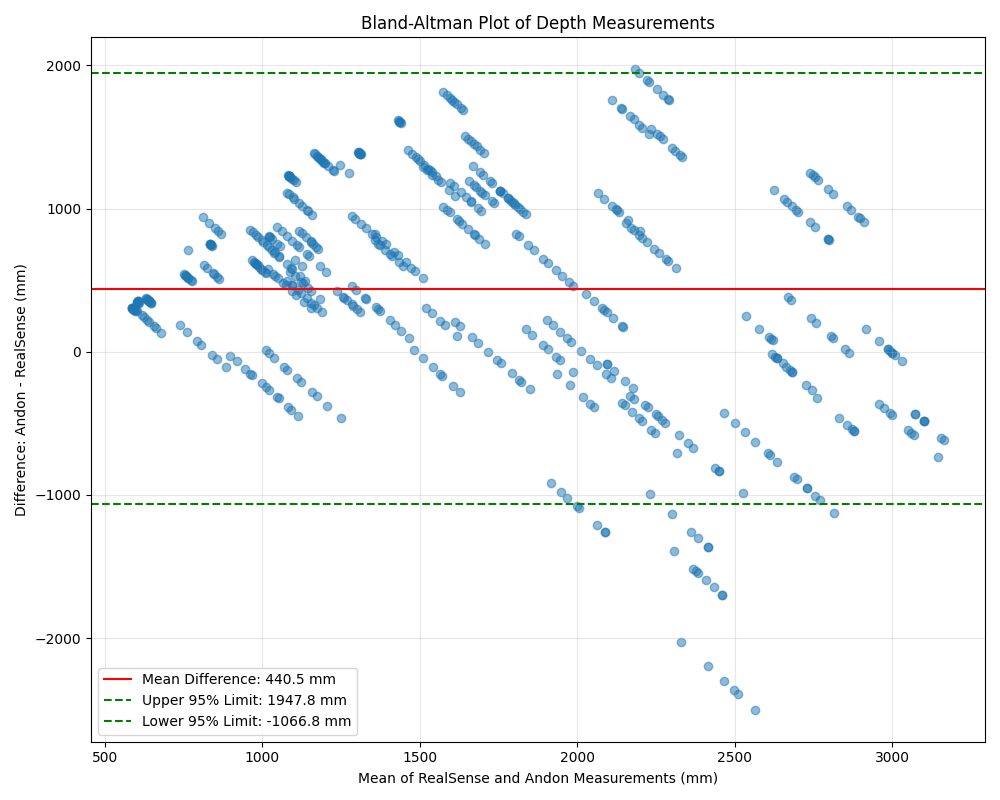 Bland-Altman Plot of Depth Measurements
Difference: Andon - RealSense (mm)
2000
1000
0
−1000
−2000
Mean Difference: 440.5 mm
Upper 95% Limit: 1947.8 mm
Lower 95% Limit: -1066.8 mm
500 1000 1500 2000 2500 3000
Mean of RealSense and Andon Measurements (mm)